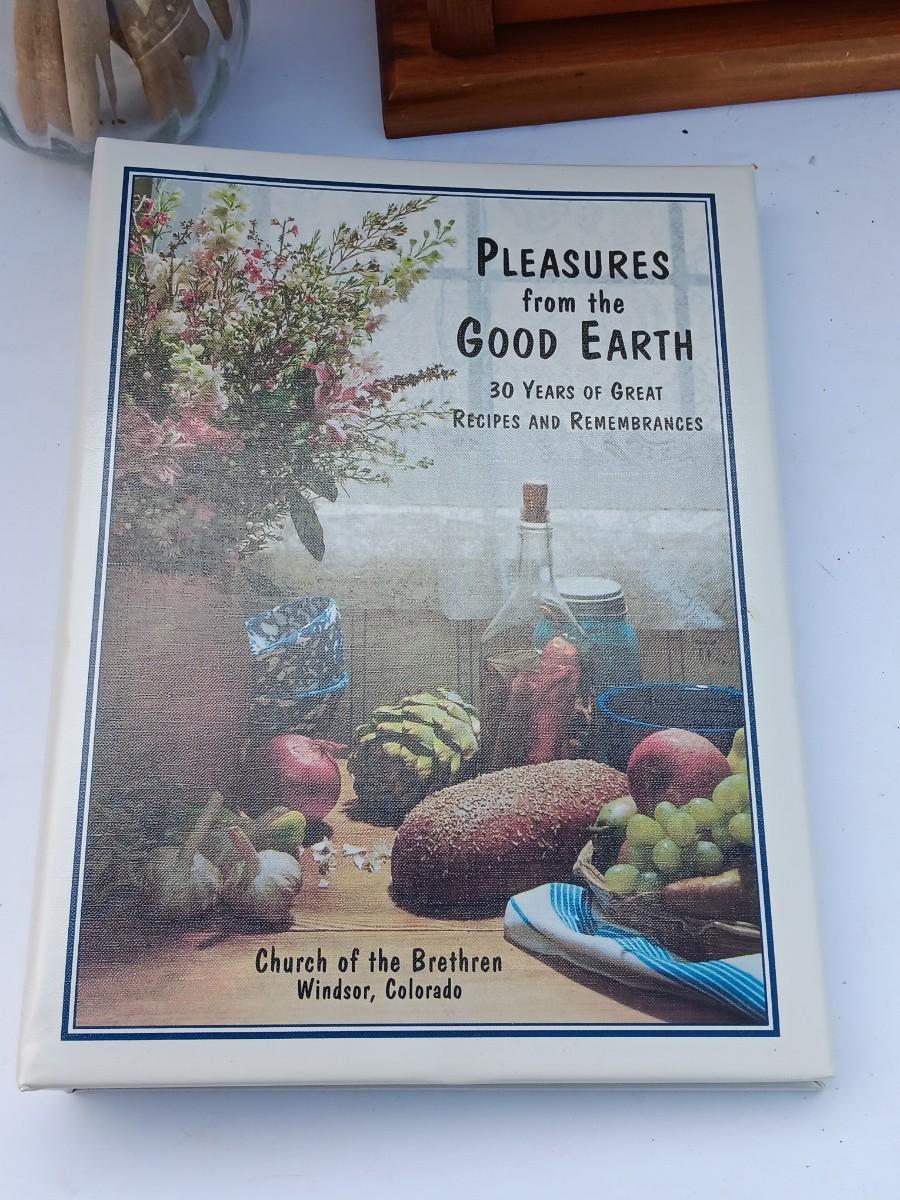 PLEASURES
from the
GOOD EARTH
30 YEARS OF GREAT
RECIPES AND REMEMBRANCES
Church of the Brethren
Windsor, Colorado